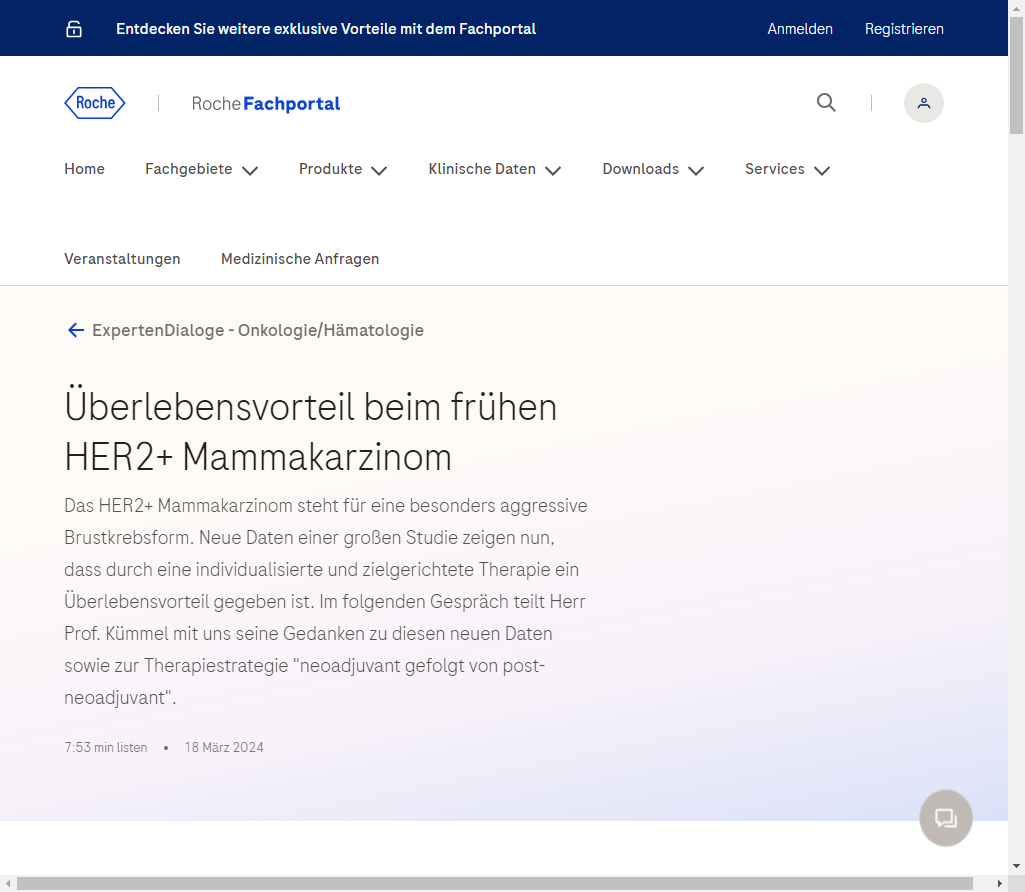 Entdecken Sie weitere exklusive Vorteile mit dem Fachportal
Anmelden
Registrieren
Roche
Roche Fachportal
Home
Fachgebiete
Produkte
Klinische Daten
Downloads
Services
Veranstaltungen
Medizinische Anfragen
ExpertenDialoge - Onkologie/Hämatologie
Überlebensvorteil beim frühen
HER2+ Mammakarzinom
Das HER2+ Mammakarzinom steht für eine besonders aggressive
Brustkrebsform. Neue Daten einer großen Studie zeigen nun,
dass durch eine individualisierte und zielgerichtete Therapie ein
Überlebensvorteil gegeben ist. Im folgenden Gespräch teilt Herr
Prof. Kümmel mit uns seine Gedanken zu diesen neuen Daten
sowie zur Therapiestrategie "neoadjuvant gefolgt von post-
neoadjuvant".
7:53 min listen • 18 März 2024